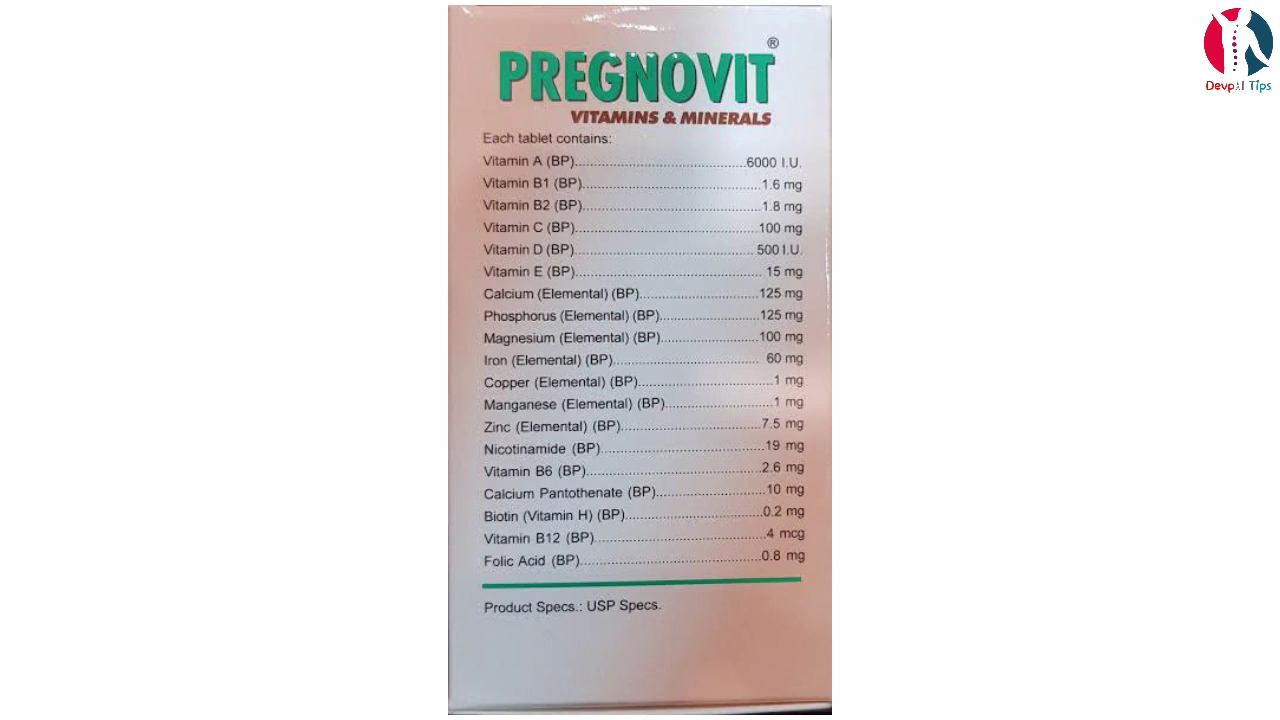 Devpal Tips
PREGNOVIT®
VITAMINS & MINERALS
Each tablet contains:
Vitamin A (BP)............................................6000 I.U.
Vitamin B1 (BP)..............................................1.6 mg
Vitamin B2 (BP)..............................................1.8 mg
Vitamin C (BP)...............................................100 mg
Vitamin D (BP)............................................... 500 I.U.
Vitamin E (BP)................................................ 15 mg
Calcium (Elemental) (BP)...............................125 mg
Phosphorus (Elemental) (BP)..........................125 mg
Magnesium (Elemental) (BP)..........................100 mg
Iron (Elemental) (BP)...................................... 60 mg
Copper (Elemental) (BP)...................................1 mg
Manganese (Elemental) (BP)............................1 mg
Zinc (Elemental) (BP)....................................7.5 mg
Nicotinamide (BP)...........................................19 mg
Vitamin B6 (BP)..............................................2.6 mg
Calcium Pantothenate (BP).............................10 mg
Biotin (Vitamin H) (BP)....................................0.2 mg
Vitamin B12 (BP).............................................4 mcg
Folic Acid (BP)...............................................0.8 mg
Product Specs.: USP Specs.